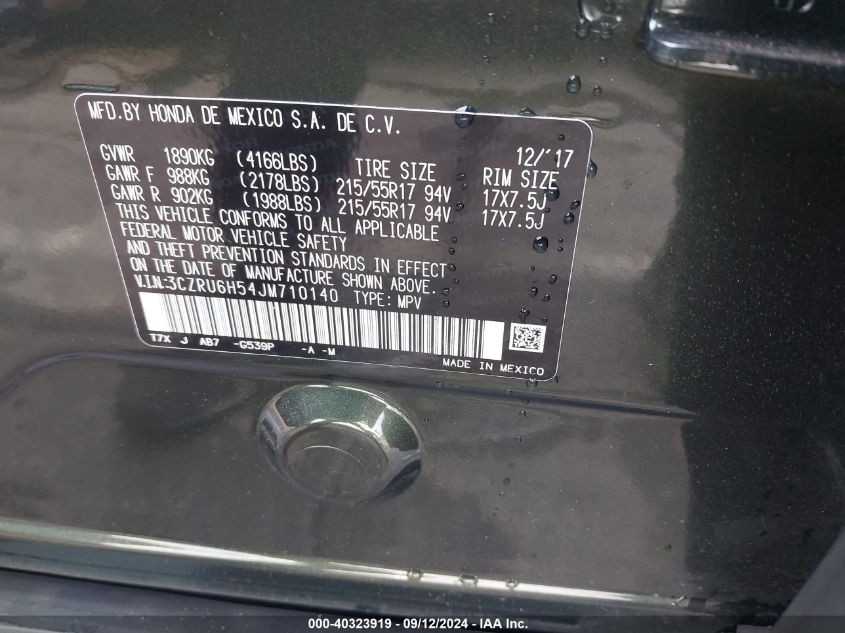 MFD.BY HONDA DE MEXICO S.A. DE C.V.
12/'17
GVWR 1890KG (4166LBS) TIRE SIZE RIM SIZE
GAWR F 988KG (2178LBS) 215/55R17 94V 17X7.5J
GAWR R 902KG (1988LBS) 215/55R17 94V 17X7.5J
THIS VEHICLE CONFORMS TO ALL APPLICABLE
FEDERAL MOTOR VEHICLE SAFETY
AND THEFT PREVENTION STANDARDS IN EFFECT
ON THE DATE OF MANUFACTURE SHOWN ABOVE.
V.I.N:3CZRU6H54JM710140 TYPE: MPV
T7X J AB7 -G539P -A -M
MADE IN MEXICO
000-40323919 - 09/12/2024 - IAA Inc.